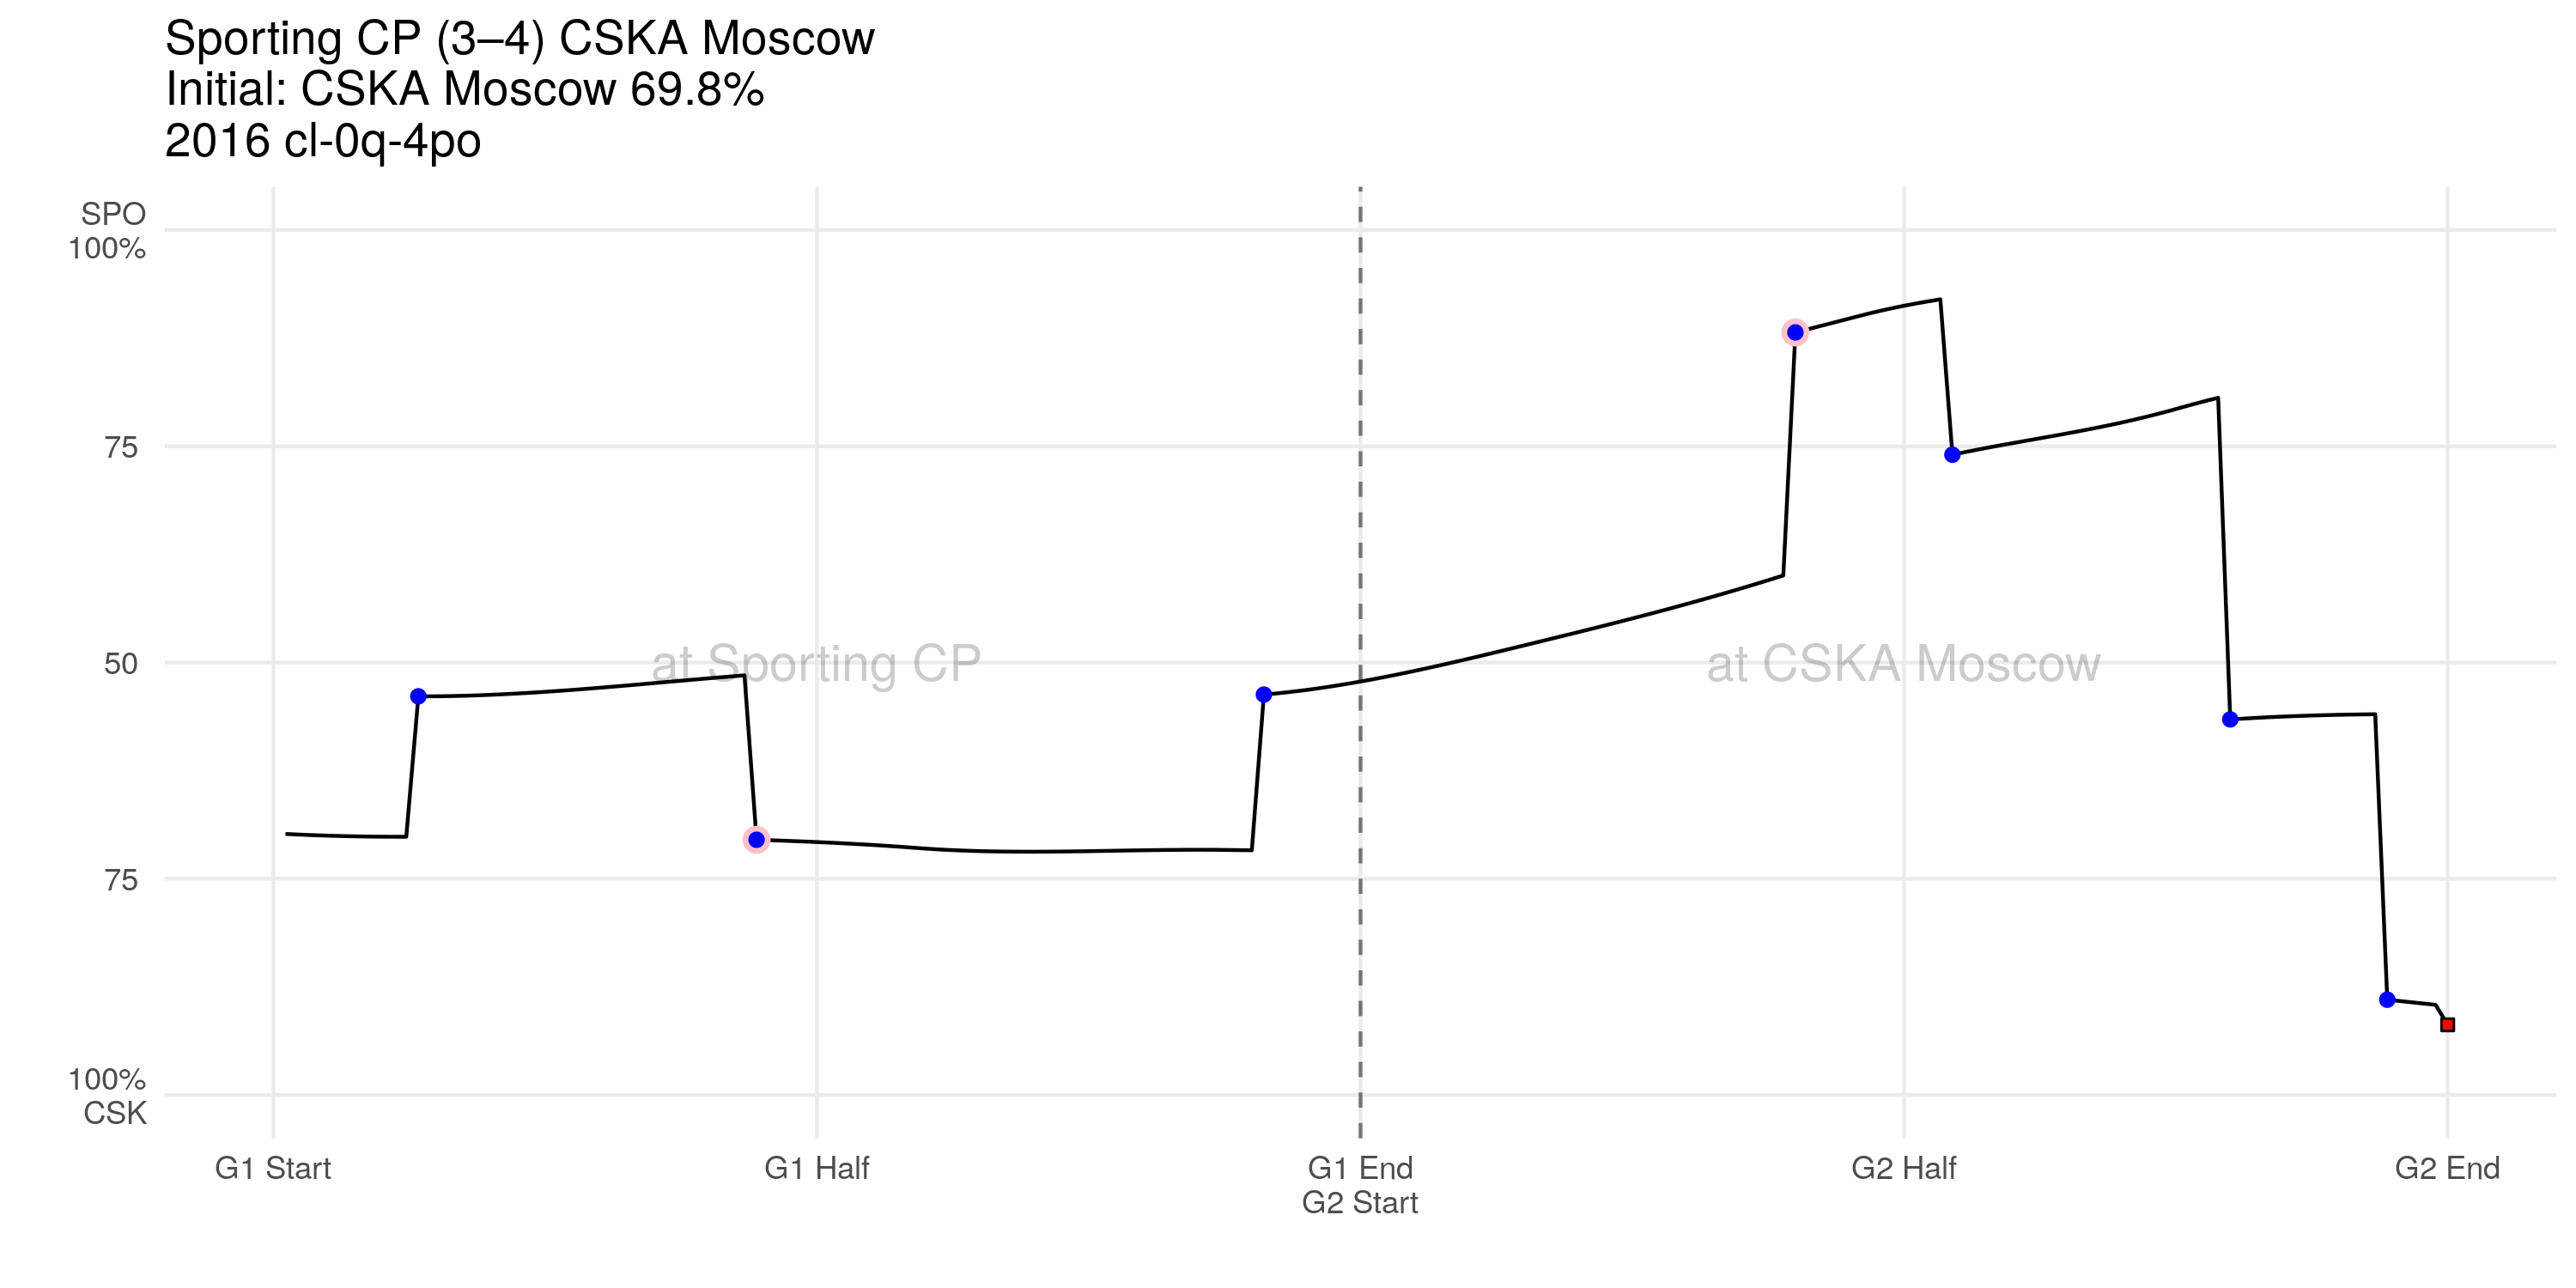 Sporting CP (3–4) CSKA Moscow
Initial: CSKA Moscow 69.8%
2016 cl-0q-4po
SPO
100%
75
50
75
100%
CSK
at Sporting CP
at CSKA Moscow
G1 Start
G1 Half
G1 End
G2 Start
G2 Half
G2 End